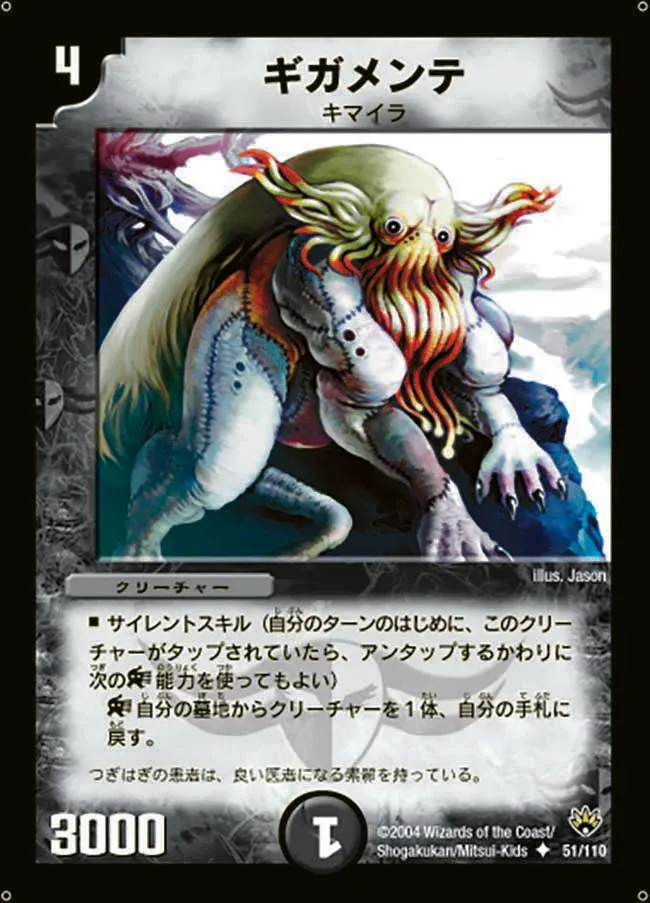 4
ギガメンテ
キマイラ
illus. Jason
クリーチャー
■ サイレントスキル（自分のターンのはじめに、このクリー
チャーがタップされていたら、アンタップするかわりに
次の 能力を使ってもよい）
自分の墓地からクリーチャーを1体、自分の手札に
戻す。
つぎはぎの患者は、良い医者になる素質を持っている。
3000
1
©2004 Wizards of the Coast/
Shogakukan/Mitsui-Kids ✦ 51/110